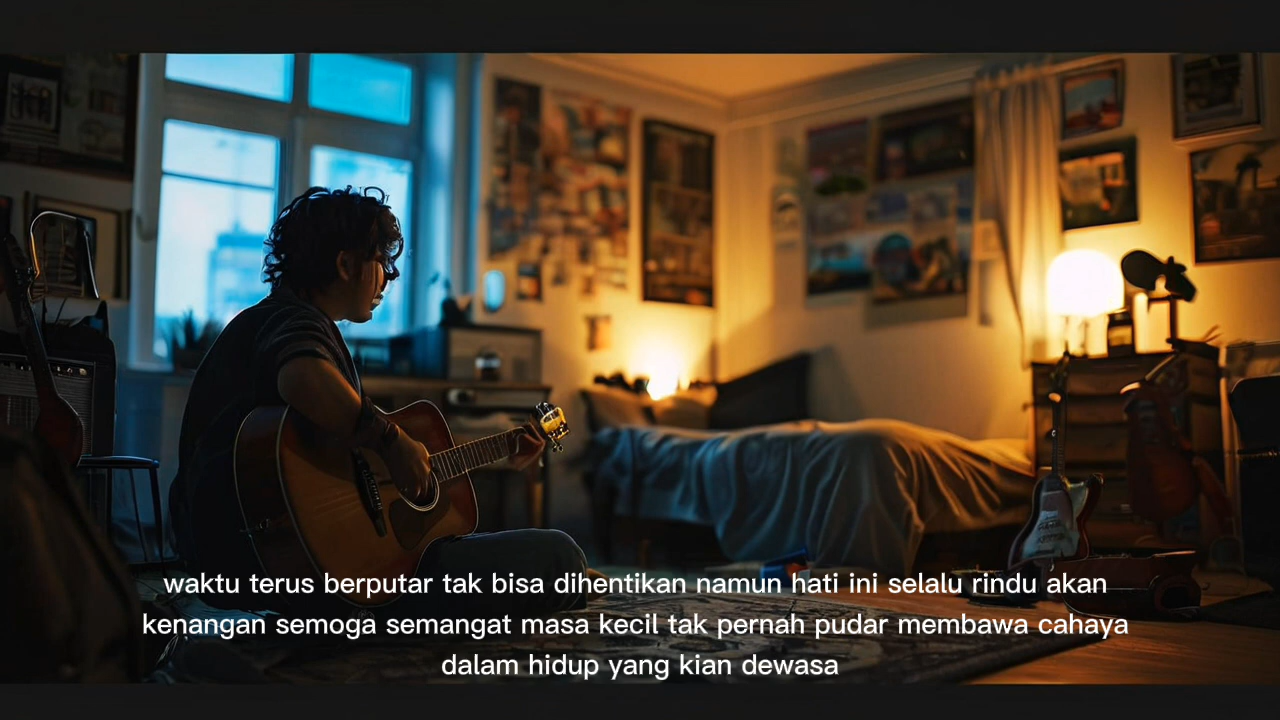 waktu terus berputar tak bisa dihentikan namun hati ini selalu rindu akan
kenangan semoga semangat masa kecil tak pernah pudar membawa cahaya
dalam hidup yang kian dewasa